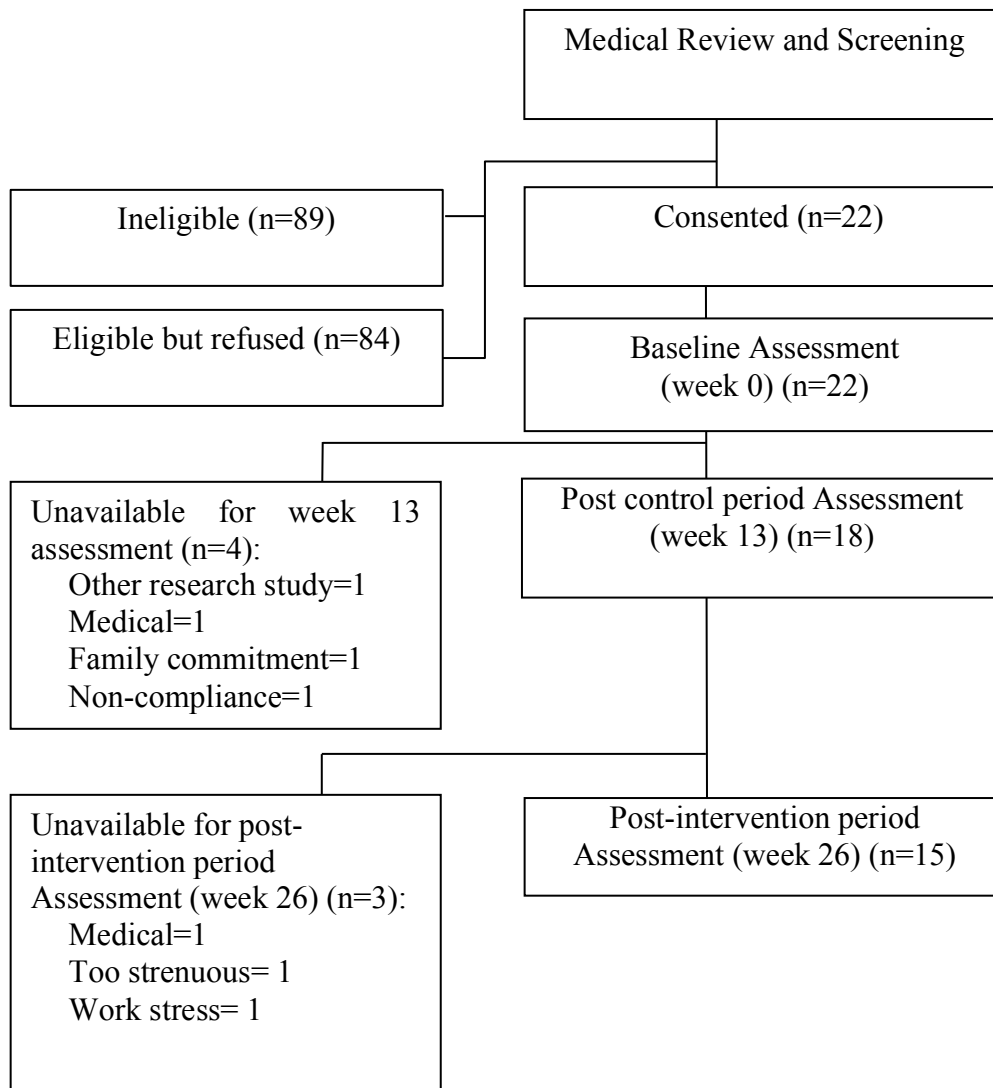 Medical Review and Screening
Ineligible (n=89)
Consented (n=22)
Eligible but refused (n=84)
Baseline Assessment
(week 0) (n=22)
Unavailable for week 13
assessment (n=4):
Other research study=1
Medical=1
Family commitment=1
Non-compliance=1
Post control period Assessment
(week 13) (n=18)
Unavailable for post-
intervention period
Assessment (week 26) (n=3):
Medical=1
Too strenuous= 1
Work stress= 1
Post-intervention period
Assessment (week 26) (n=15)